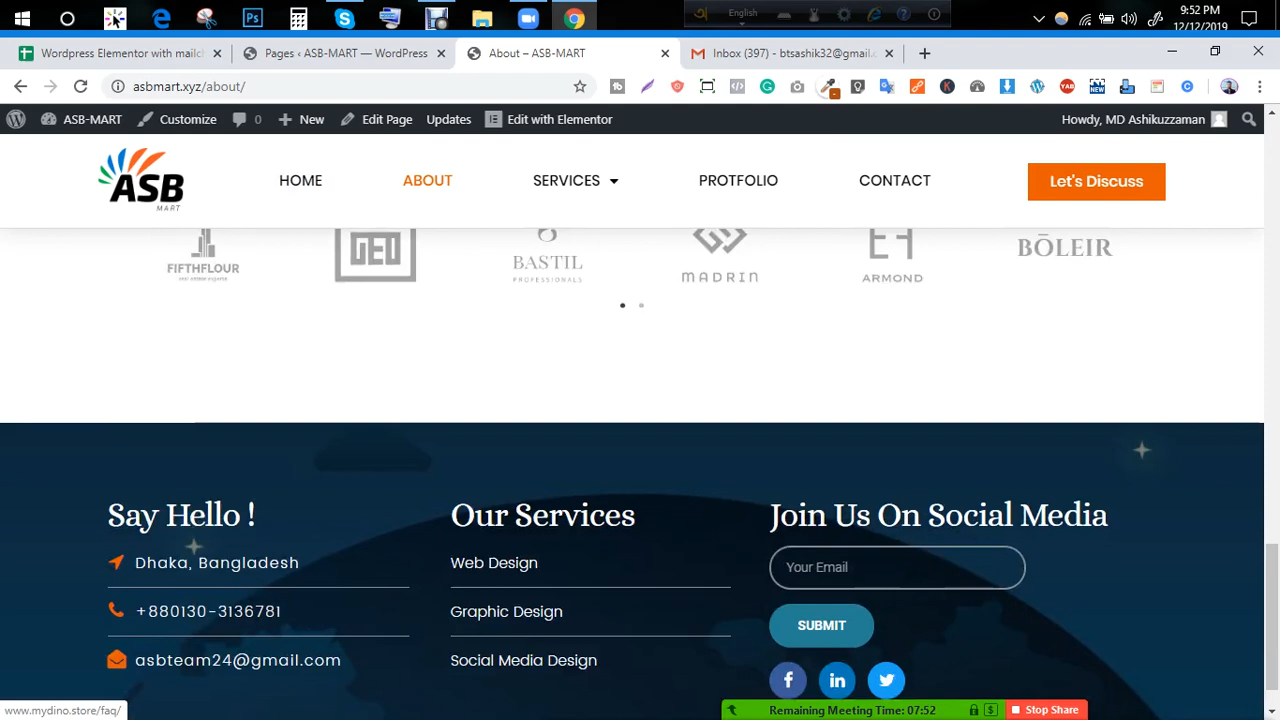 English
9:52 PM
12/12/2019
Wordpress Elementor with mailch
Pages ‹ ASB-MART — WordPress
About – ASB-MART
Inbox (397) - btsashik32@gmail.c
asbmart.xyz/about/
ASB-MART
Customize
0
New
Edit Page
Updates
Edit with Elementor
Howdy, MD Ashikuzzaman
ASB
MART
HOME
ABOUT
SERVICES
PROTFOLIO
CONTACT
Let's Discuss
FIFTHFLOUR
GEO
BASTIL
PROFESSIONALS
MADRIN
ARMOND
BŌLEIR
Say Hello !
Our Services
Join Us On Social Media
Dhaka, Bangladesh
Web Design
Your Email
+880130-3136781
Graphic Design
SUBMIT
asbteam24@gmail.com
Social Media Design
www.mydino.store/faq/
Remaining Meeting Time: 07:52
Stop Share